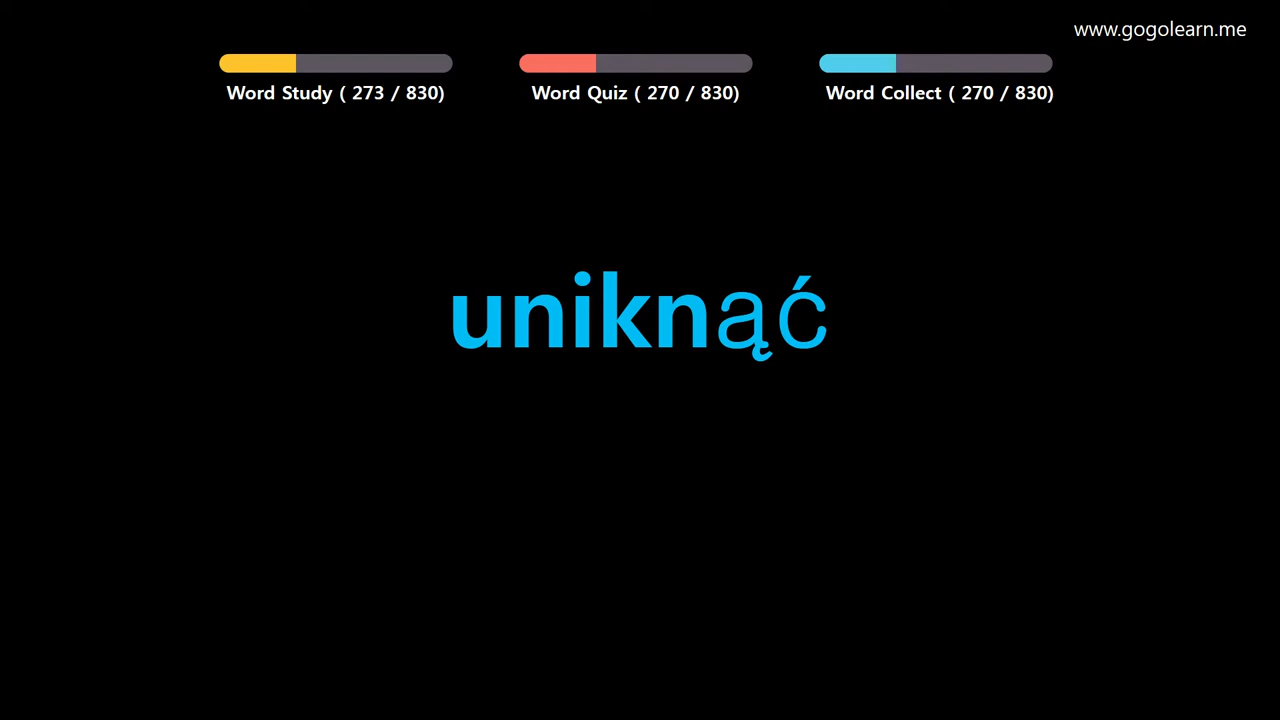 www.gogolearn.me
Word Study ( 273 / 830)
Word Quiz ( 270 / 830)
Word Collect ( 270 / 830)
uniknąć